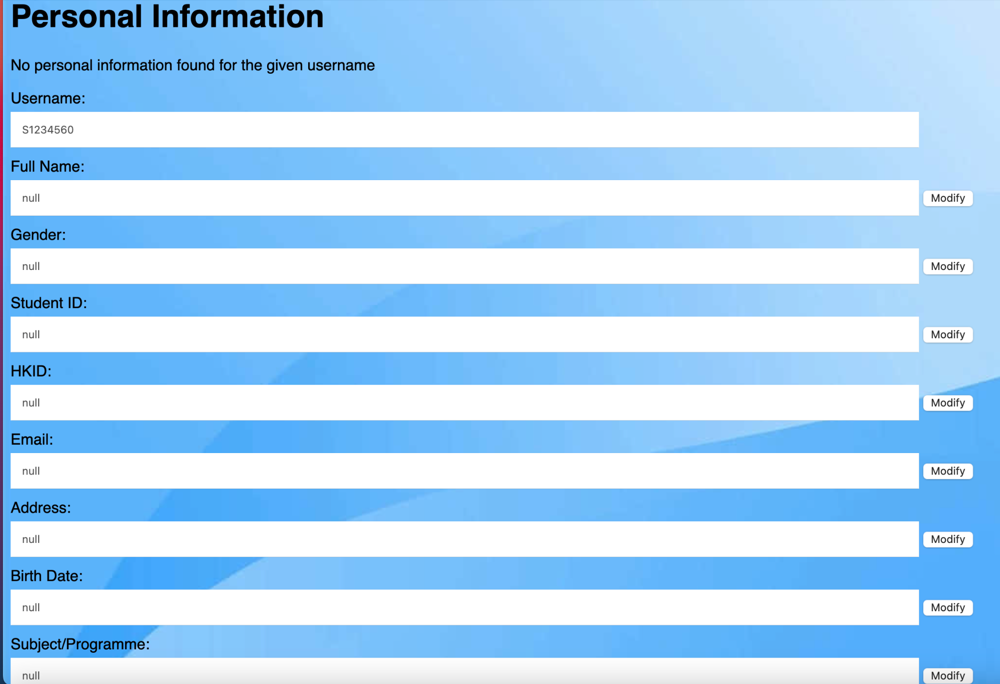 Personal Information
No personal information found for the given username
Username:
S1234560
Full Name:
null
Modify
Gender:
null
Modify
Student ID:
null
Modify
HKID:
null
Modify
Email:
null
Modify
Address:
null
Modify
Birth Date:
null
Modify
Subject/Programme:
null
Modify